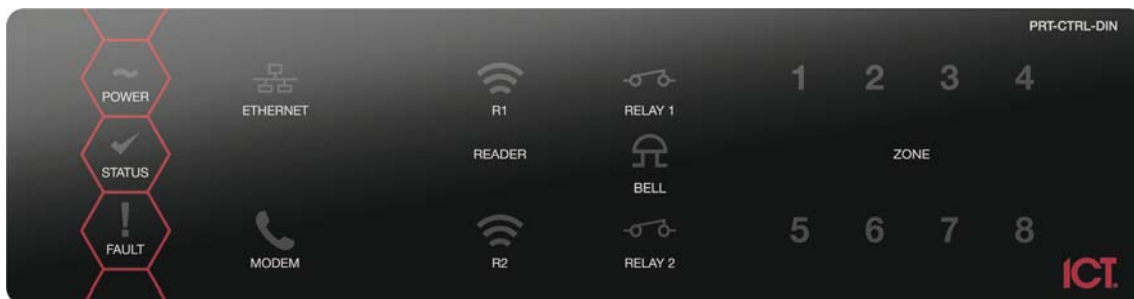 PRT-CTRL-DIN
POWER
ETHERNET
R1
RELAY 1
1 2 3 4
STATUS
READER
BELL
ZONE
FAULT
MODEM
R2
RELAY 2
5 6 7 8
ICT.